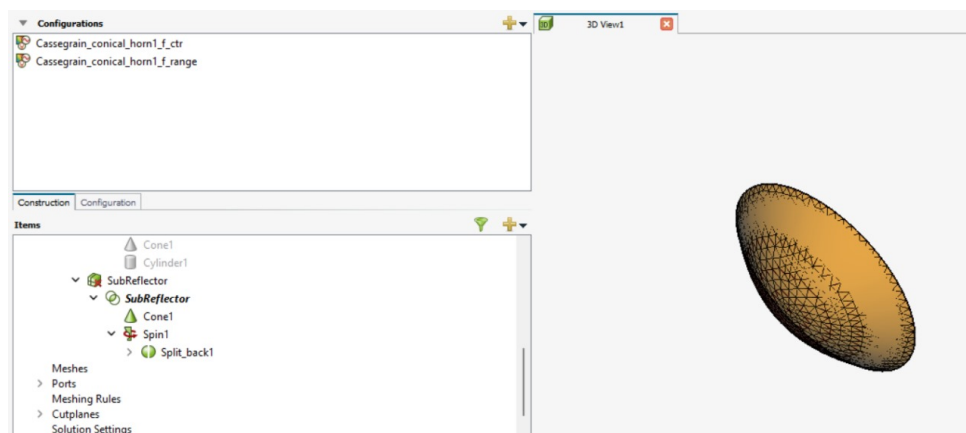 Configurations
Cassegrain_conical_horn1_f_ctr
Cassegrain_conical_horn1_f_range
Construction
Configuration
Items
Cone1
Cylinder1
SubReflector
SubReflector
Cone1
Spin1
Split_back1
Meshes
Ports
Meshing Rules
Cutplanes
Solution Settings
3D
3D View1